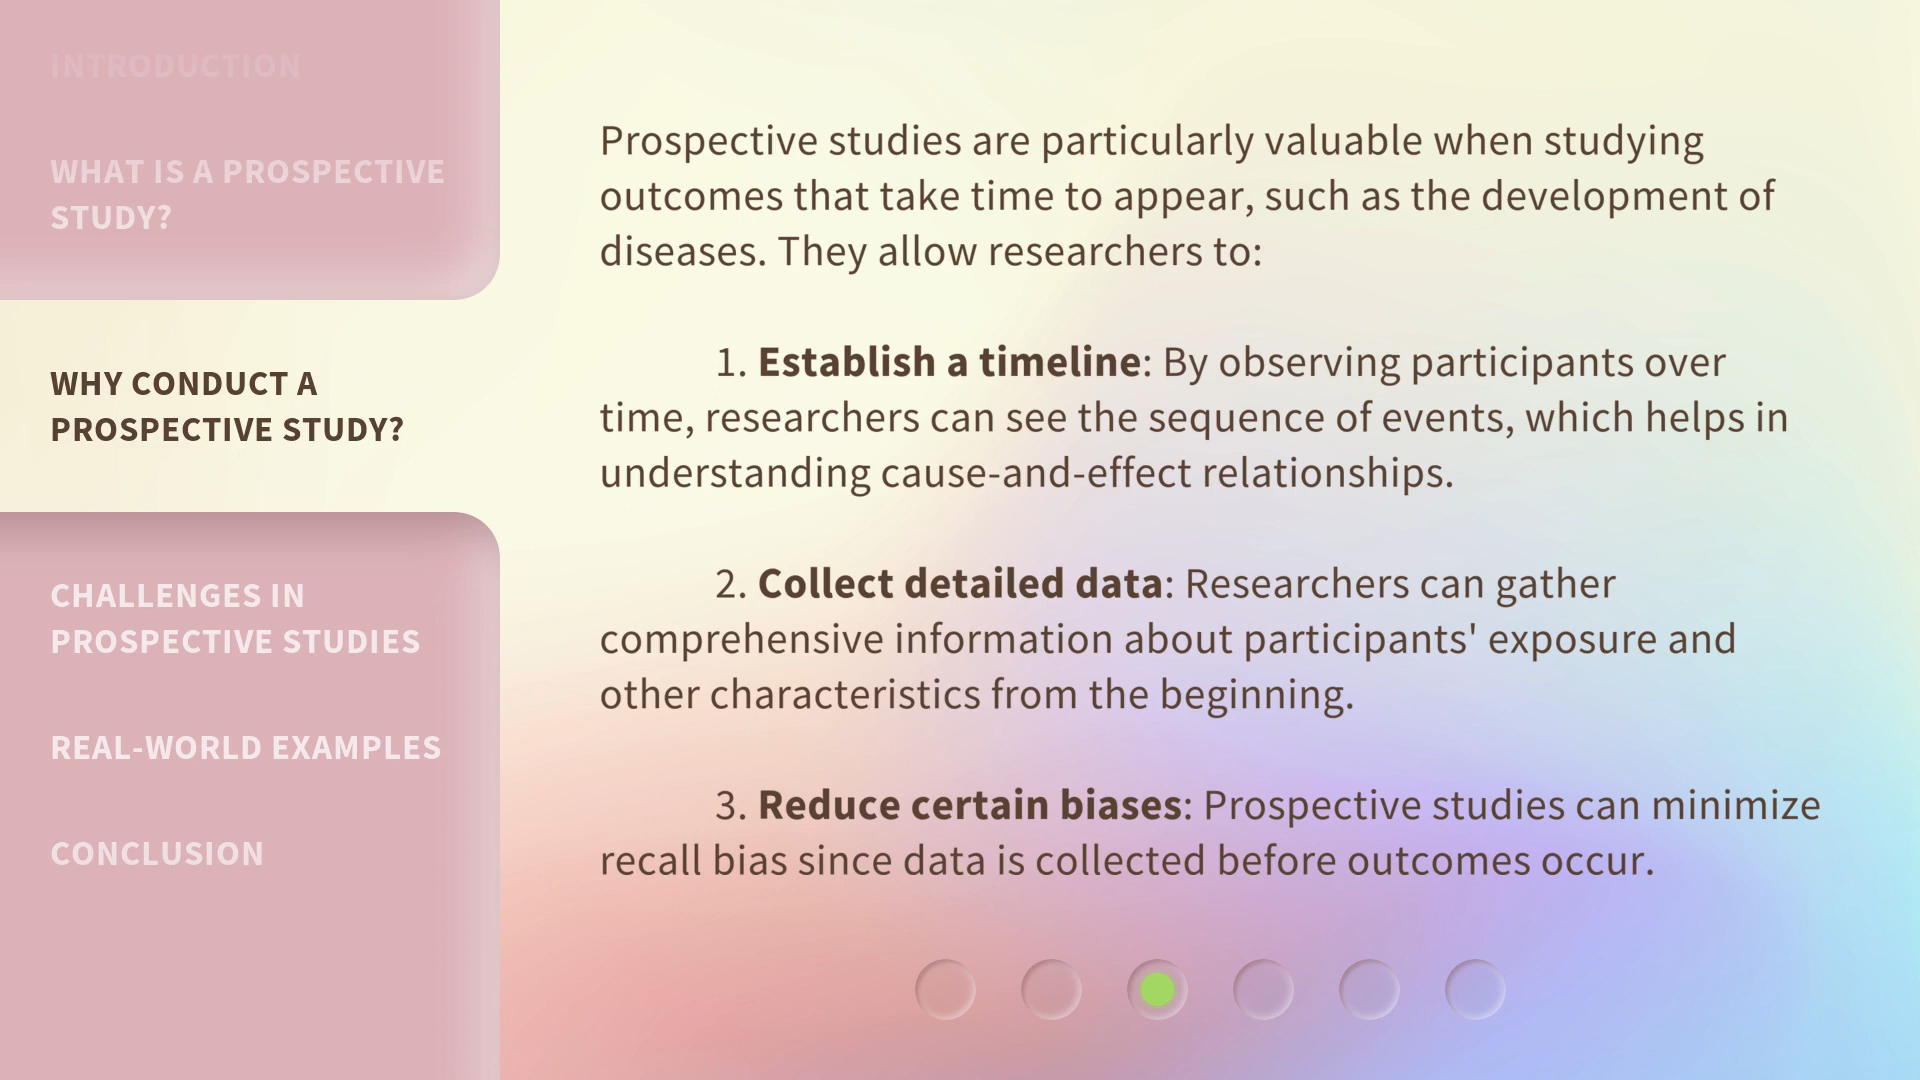 INTRODUCTION
WHAT IS A PROSPECTIVE
STUDY?
WHY CONDUCT A
PROSPECTIVE STUDY?
CHALLENGES IN
PROSPECTIVE STUDIES
REAL-WORLD EXAMPLES
CONCLUSION
Prospective studies are particularly valuable when studying
outcomes that take time to appear, such as the development of
diseases. They allow researchers to:
1. Establish a timeline: By observing participants over
time, researchers can see the sequence of events, which helps in
understanding cause-and-effect relationships.
2. Collect detailed data: Researchers can gather
comprehensive information about participants' exposure and
other characteristics from the beginning.
3. Reduce certain biases: Prospective studies can minimize
recall bias since data is collected before outcomes occur.